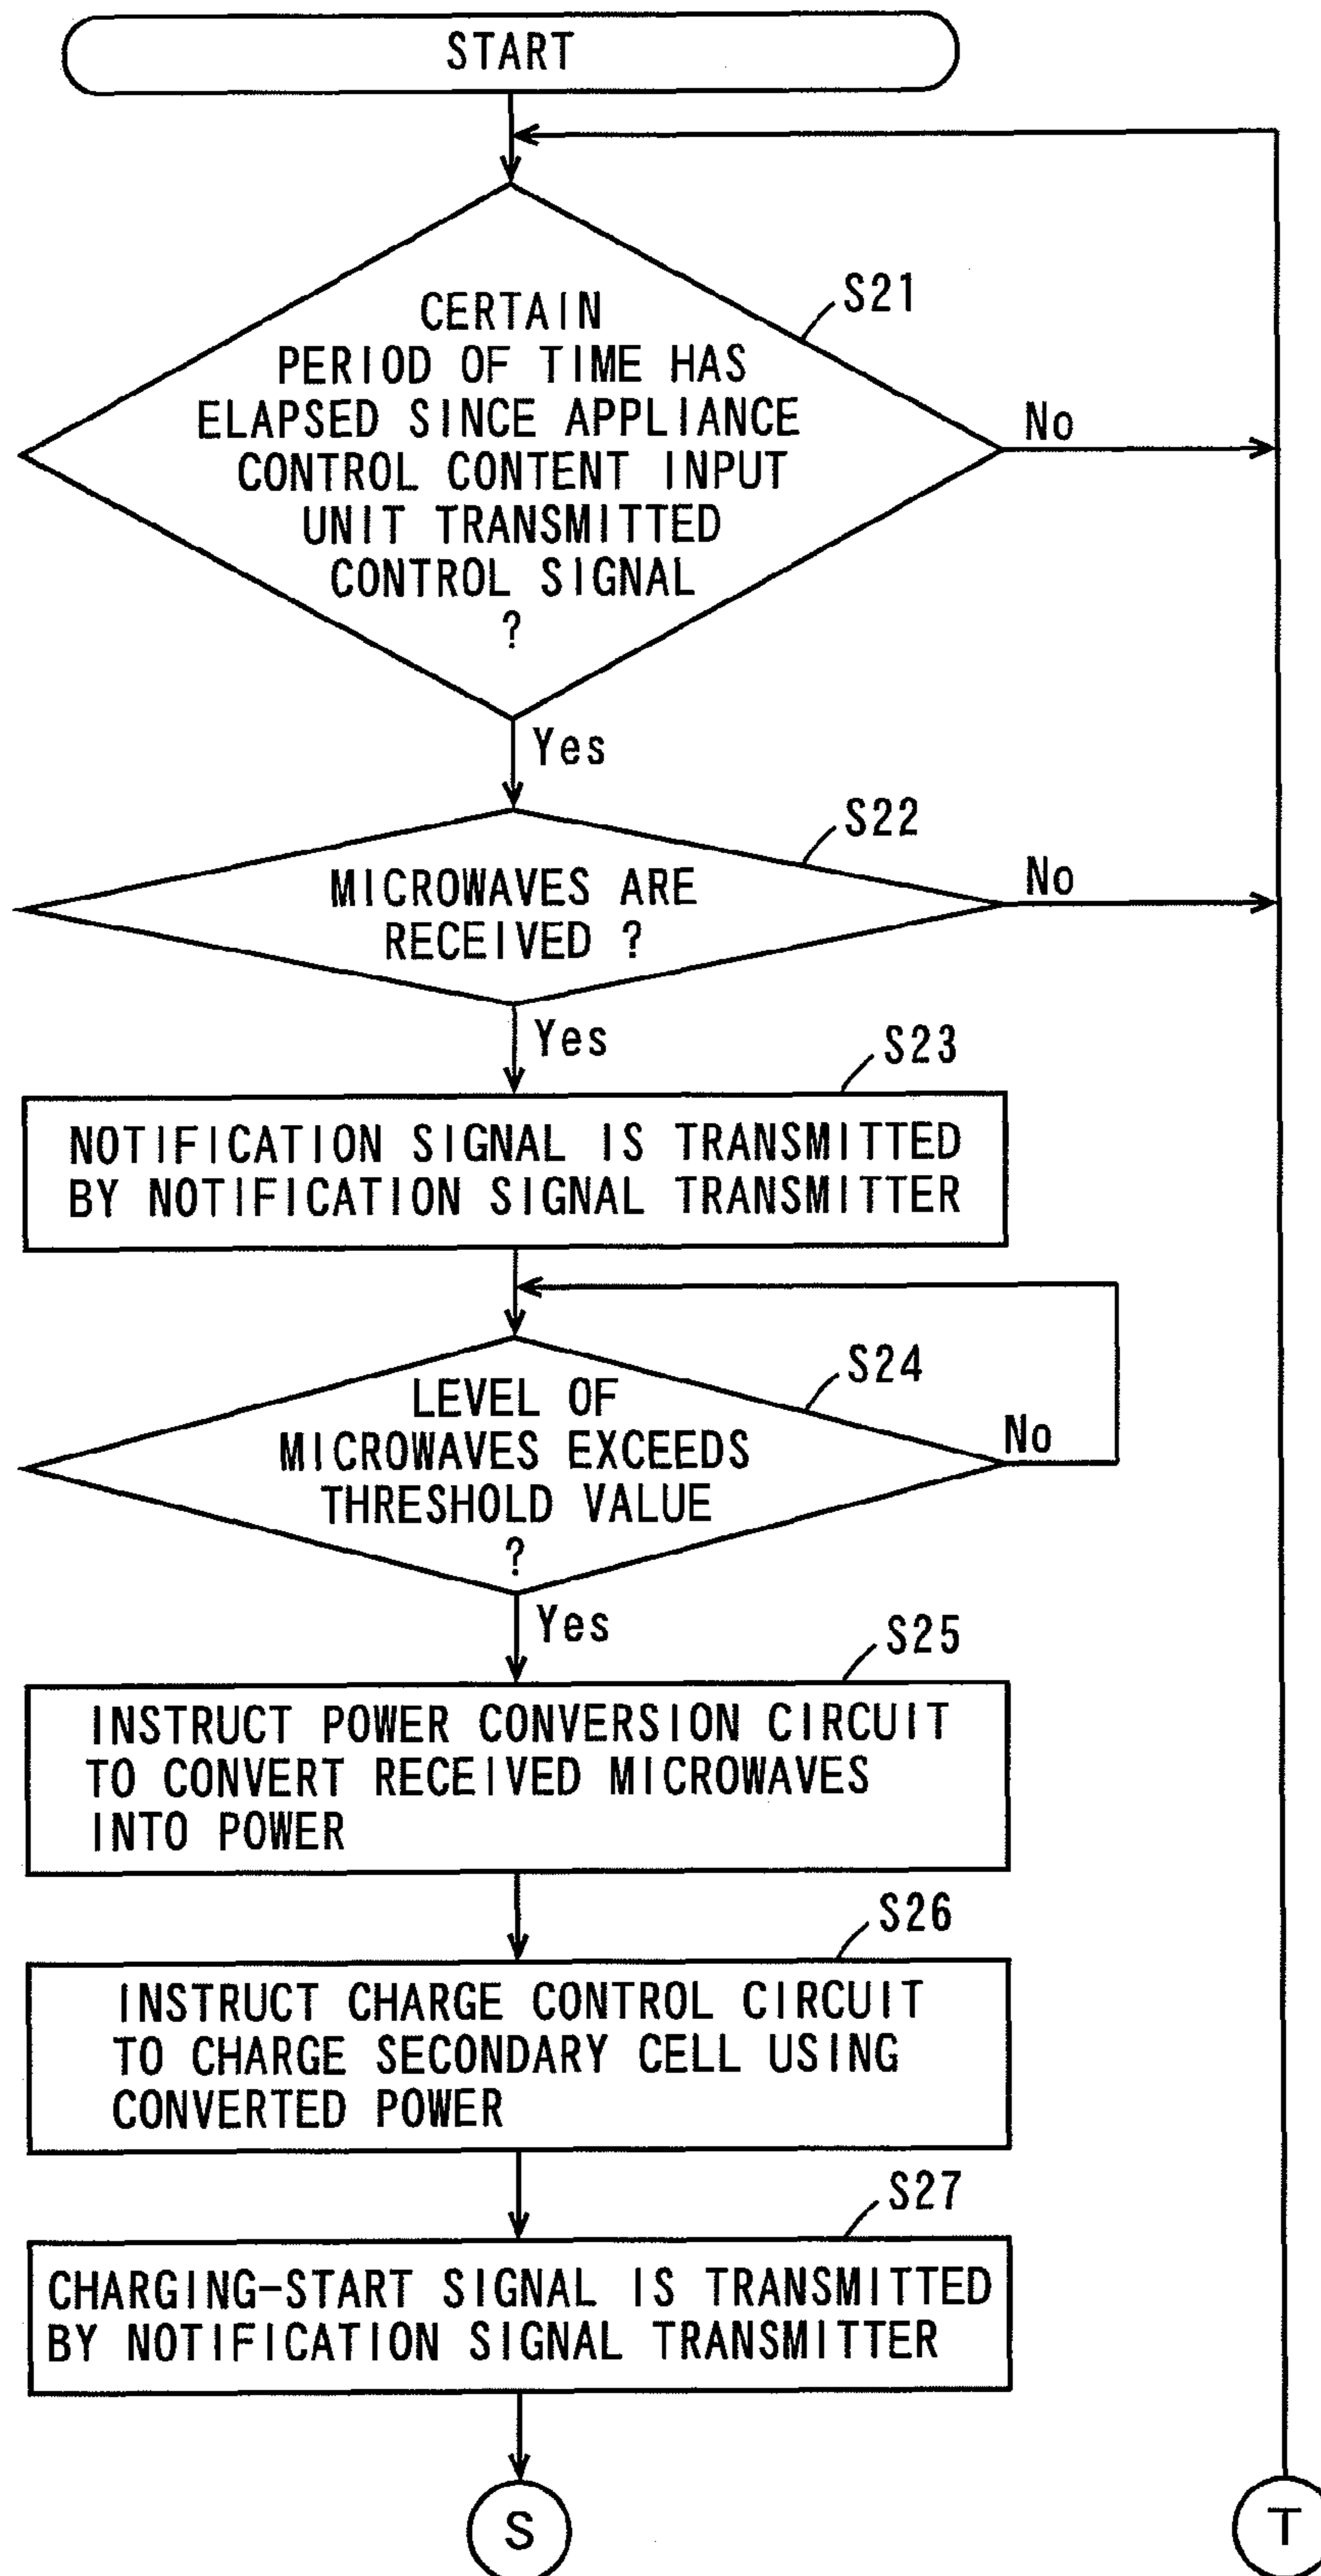 START
S21
CERTAIN
PERIOD OF TIME HAS
ELAPSED SINCE APPLIANCE
CONTROL CONTENT INPUT
UNIT TRANSMITTED
CONTROL SIGNAL
?
No
Yes
S22
MICROWAVES ARE
RECEIVED ?
No
Yes
S23
NOTIFICATION SIGNAL IS TRANSMITTED
BY NOTIFICATION SIGNAL TRANSMITTER
S24
LEVEL OF
MICROWAVES EXCEEDS
THRESHOLD VALUE
?
No
Yes
S25
INSTRUCT POWER CONVERSION CIRCUIT
TO CONVERT RECEIVED MICROWAVES
INTO POWER
S26
INSTRUCT CHARGE CONTROL CIRCUIT
TO CHARGE SECONDARY CELL USING
CONVERTED POWER
S27
CHARGING-START SIGNAL IS TRANSMITTED
BY NOTIFICATION SIGNAL TRANSMITTER
S
T